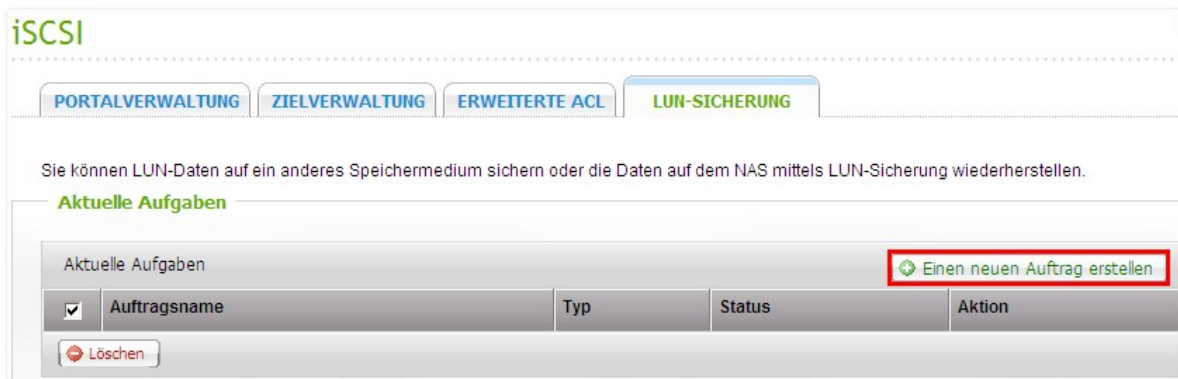 iSCSI
PORTALVERWALTUNG ZIELVERWALTUNG ERWEITERTE ACL LUN-SICHERUNG
Sie können LUN-Daten auf ein anderes Speichermedium sichern oder die Daten auf dem NAS mittels LUN-Sicherung wiederherstellen.
Aktuelle Aufgaben
Aktuelle Aufgaben Einen neuen Auftrag erstellen
Auftragsname Typ Status Aktion
Löschen